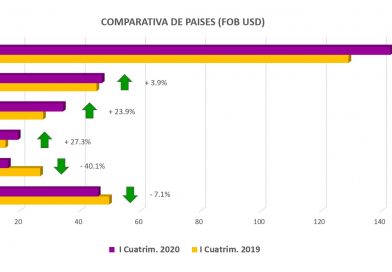 COMPARATIVA DE PAISES (FOB USD)
+ 3.9%
+ 23.9%
+ 27.3%
- 40.1%
- 7.1%
20 40 60 80 100 120 140
I Cuatrim. 2020 I Cuatrim. 2019